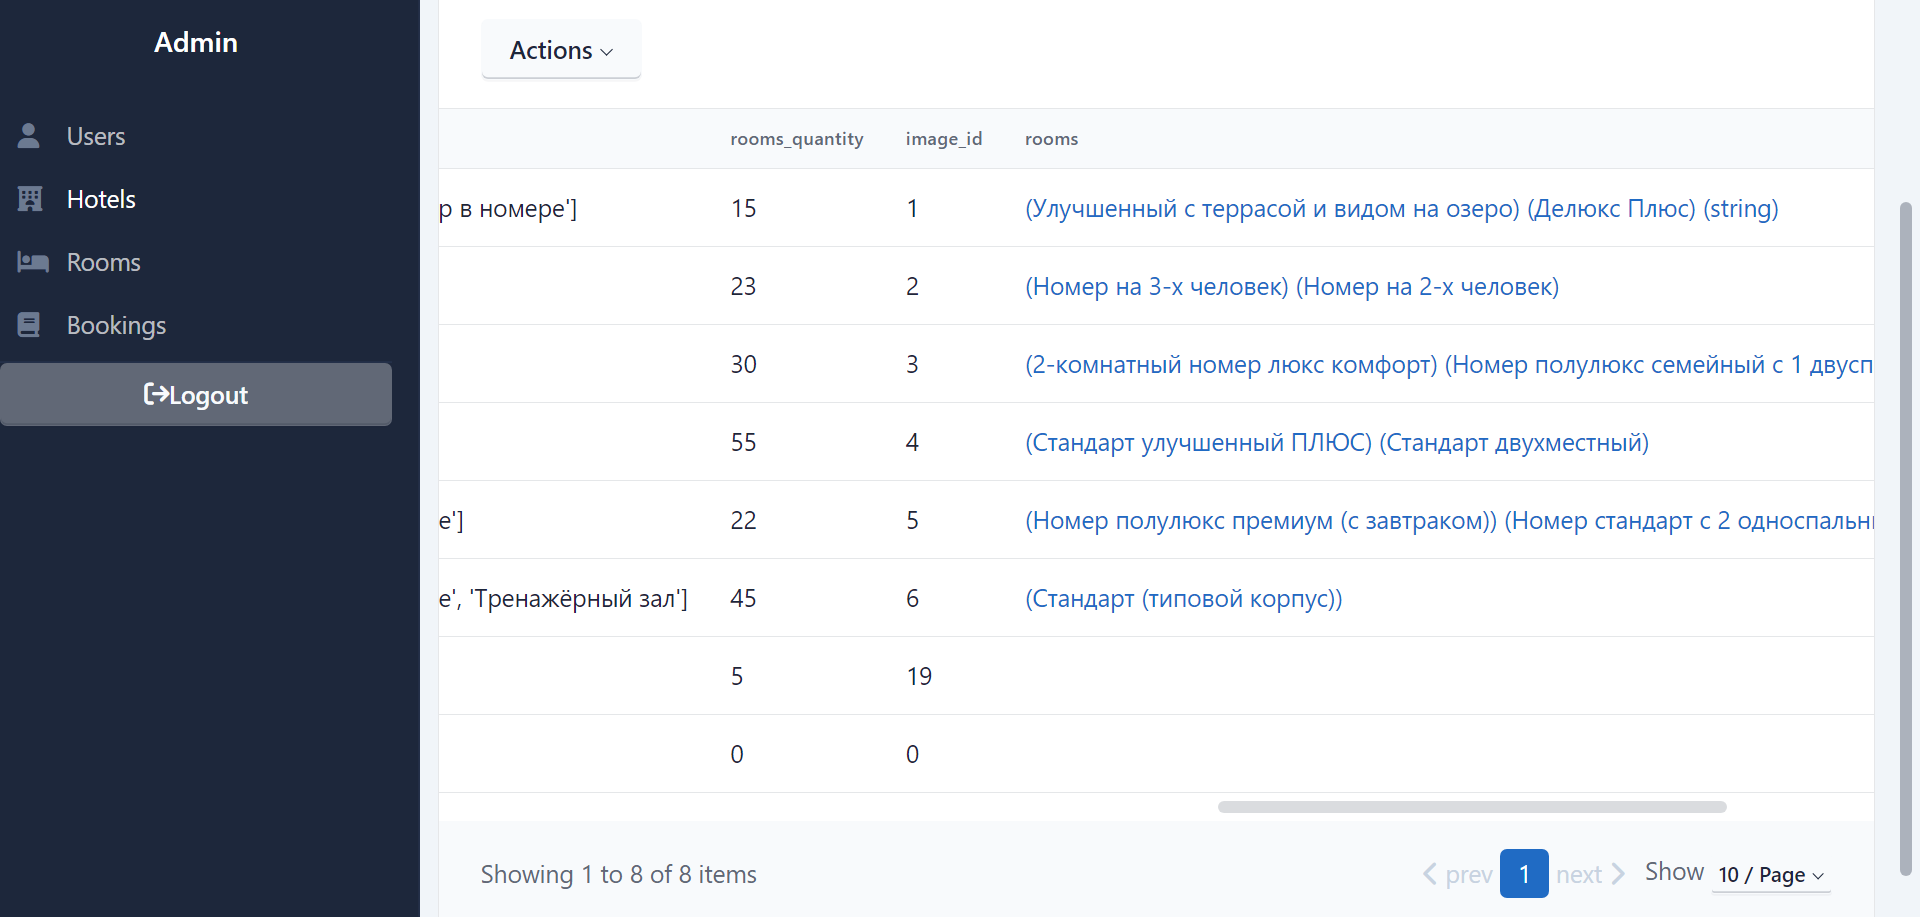 Admin
Users
Hotels
Rooms
Bookings
Logout
Actions
rooms_quantity image_id rooms
р в номере'] 15 1 (Улучшенный с террасой и видом на озеро) (Делюкс Плюс) (string)
23 2 (Номер на 3-х человек) (Номер на 2-х человек)
30 3 (2-комнатный номер люкс комфорт) (Номер полулюкс семейный с 1 двусп
55 4 (Стандарт улучшенный ПЛЮС) (Стандарт двухместный)
е'] 22 5 (Номер полулюкс премиум (с завтраком)) (Номер стандарт с 2 односпальн
е', 'Тренажёрный зал'] 45 6 (Стандарт (типовой корпус))
5 19
0 0
Showing 1 to 8 of 8 items prev 1 next Show 10 / Page